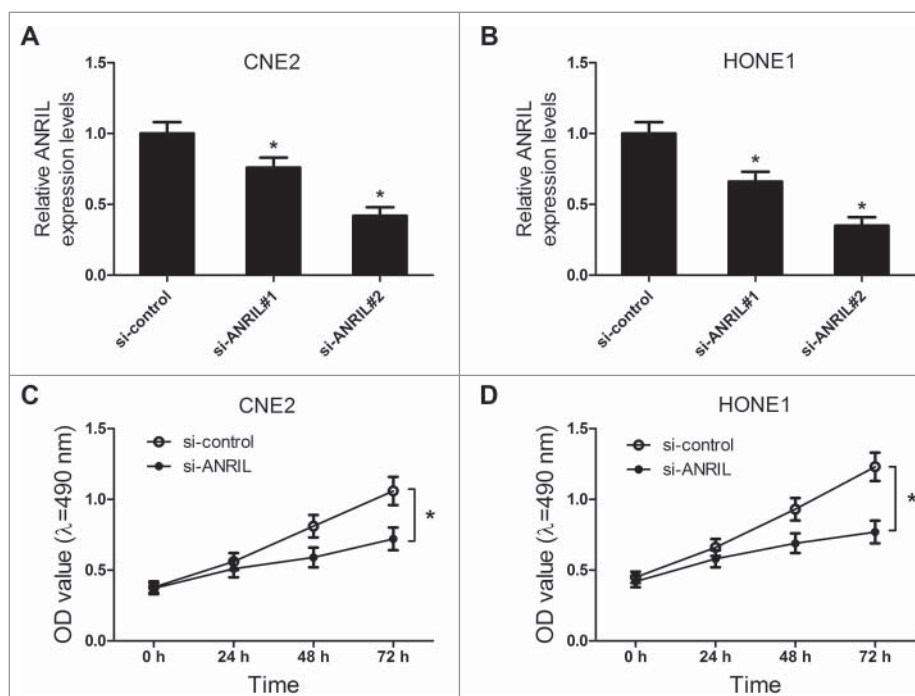 A
CNE2
Relative ANRIL
expression levels
1.5
1.0
0.5
0.0
*
*
si-control
si-ANRIL#1
si-ANRIL#2
B
HONE1
Relative ANRIL
expression levels
1.5
1.0
0.5
0.0
*
*
si-control
si-ANRIL#1
si-ANRIL#2
C
CNE2
OD value (λ=490 nm)
1.5
1.0
0.5
0.0
si-control
si-ANRIL
*
0 h 24 h 48 h 72 h
Time
D
HONE1
OD value (λ=490 nm)
1.5
1.0
0.5
0.0
si-control
si-ANRIL
*
0 h 24 h 48 h 72 h
Time